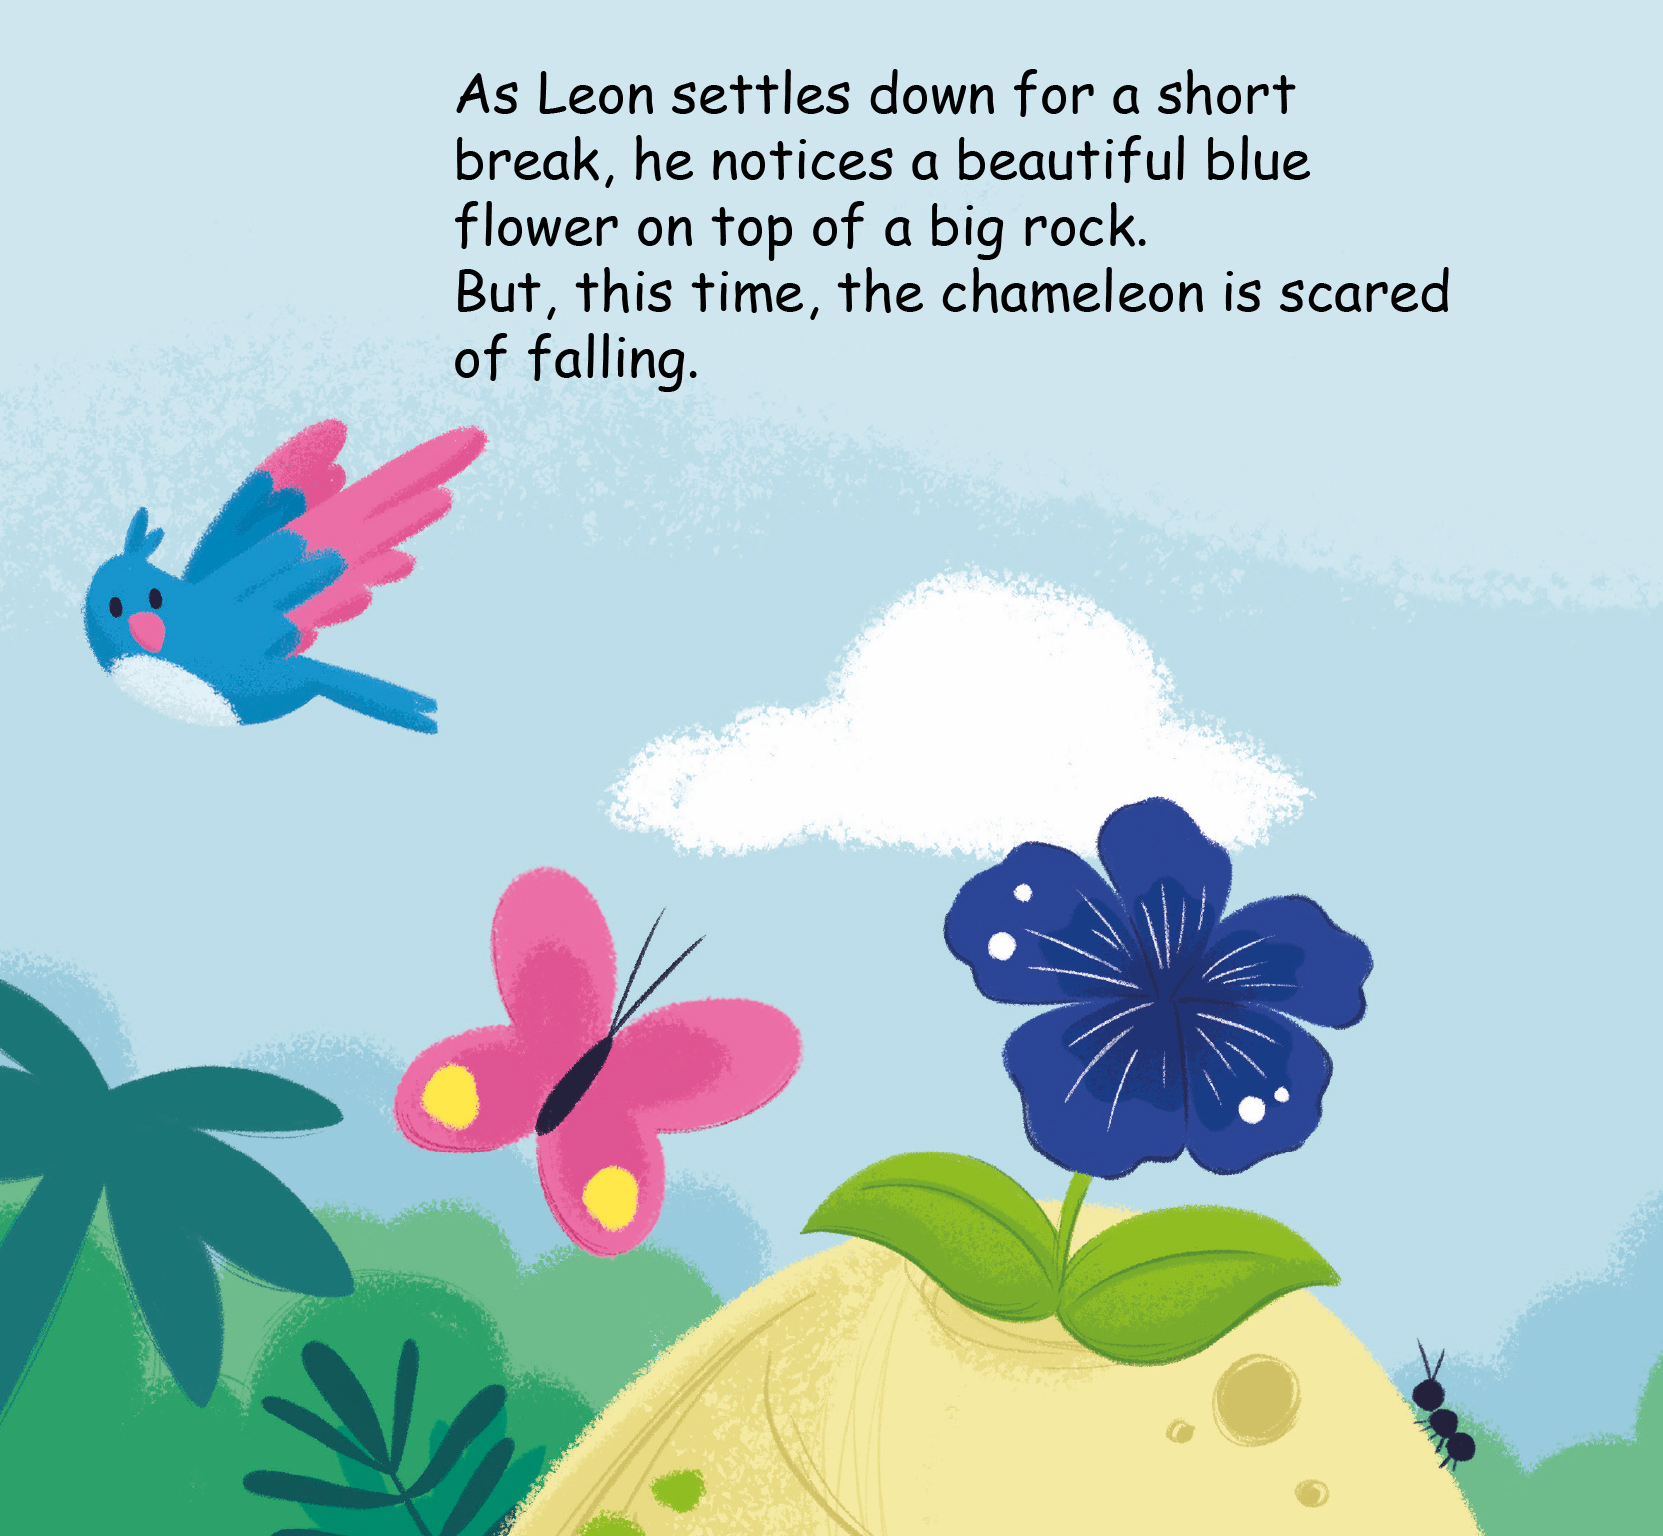 As Leon settles down for a short
break, he notices a beautiful blue
flower on top of a big rock.
But, this time, the chameleon is scared
of falling.